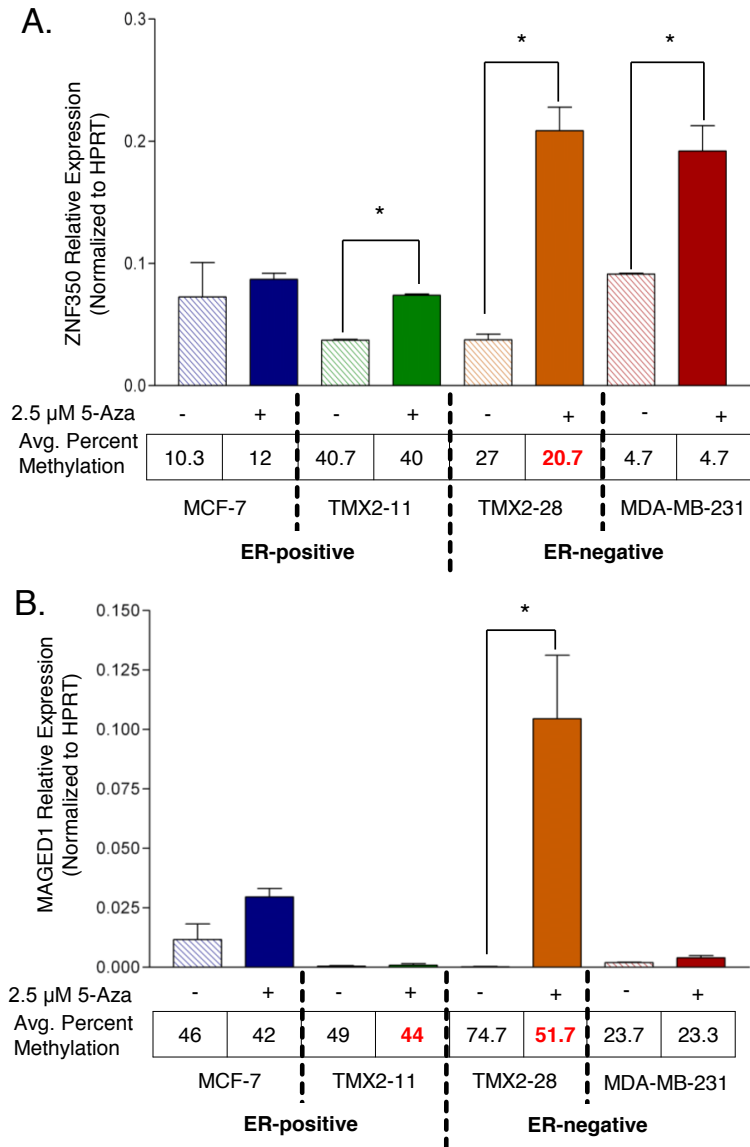 A.
ZNF350 Relative Expression
(Normalized to HPRT)
0.3
0.2
0.1
0.0
* * *
2.5 µM 5-Aza - + - + - + - +
Avg. Percent
Methylation
10.3 12 40.7 40 27 20.7 4.7 4.7
MCF-7 TMX2-11 TMX2-28 MDA-MB-231
ER-positive ER-negative
B.
MAGED1 Relative Expression
(Normalized to HPRT)
0.150
0.125
0.100
0.075
0.050
0.025
0.000
*
2.5 µM 5-Aza - + - + - + - +
Avg. Percent
Methylation
46 42 49 44 74.7 51.7 23.7 23.3
MCF-7 TMX2-11 TMX2-28 MDA-MB-231
ER-positive ER-negative